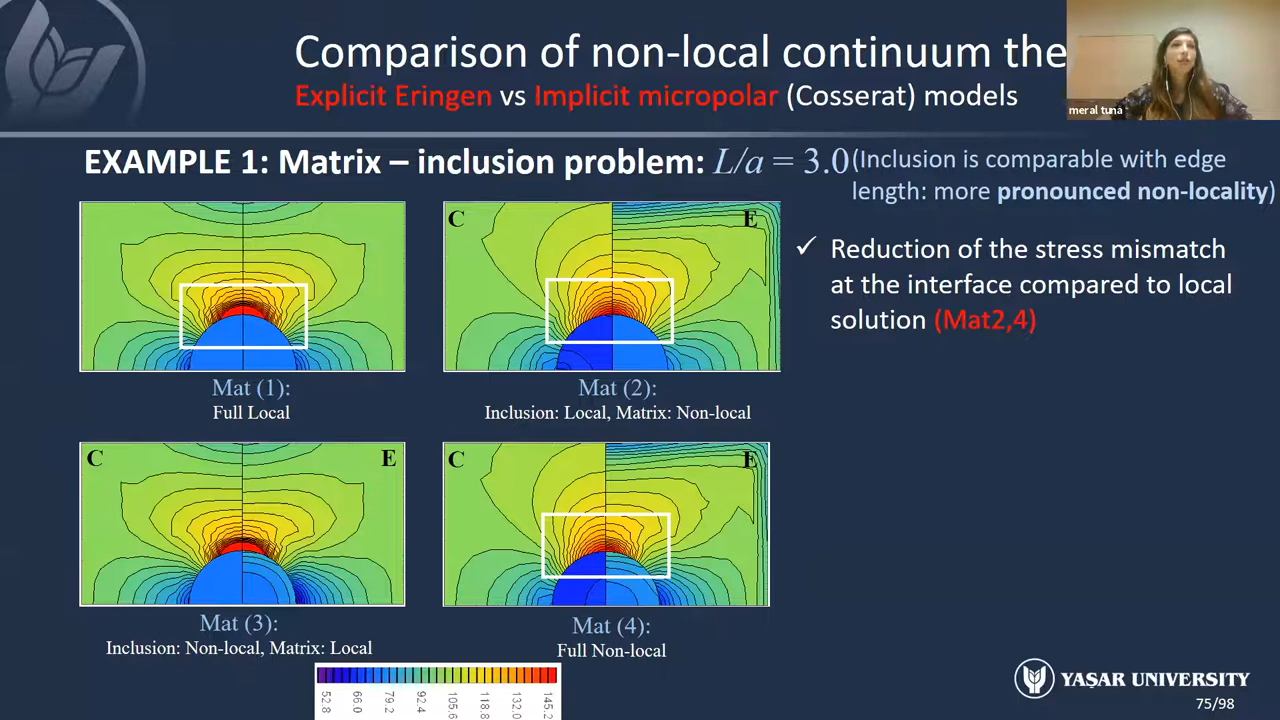 Comparison of non-local continuum the
Explicit Eringen vs Implicit micropolar (Cosserat) models
meral tuna
EXAMPLE 1: Matrix – inclusion problem: L/a = 3.0
(Inclusion is comparable with edge
length: more pronounced non-locality)
C
E
✓ Reduction of the stress mismatch
at the interface compared to local
solution (Mat2,4)
Mat (1):
Full Local
Mat (2):
Inclusion: Local, Matrix: Non-local
C
E
C
E
Mat (3):
Inclusion: Non-local, Matrix: Local
Mat (4):
Full Non-local
52.8
66.0
79.2
92.4
105.6
118.8
132.0
145.2
YAŞAR UNIVERSITY
75/98